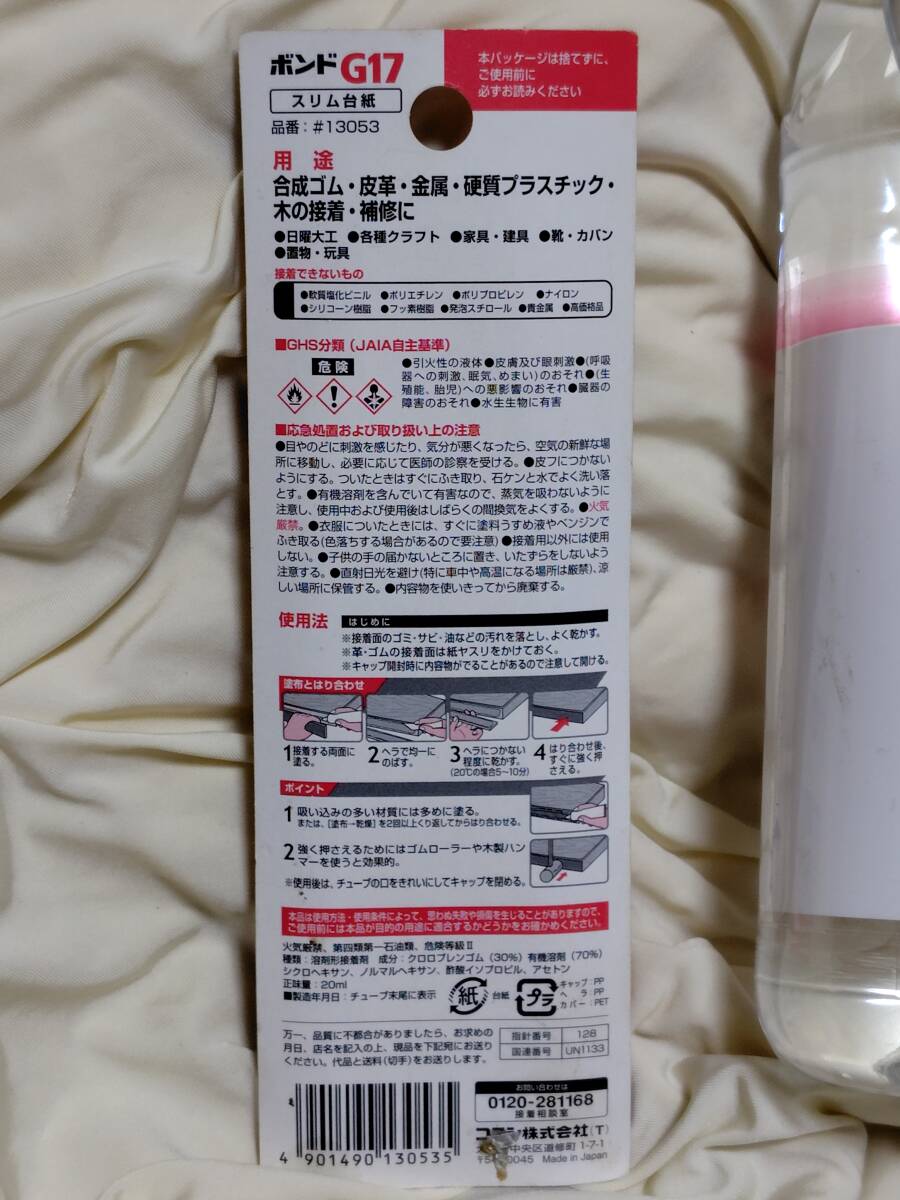 ボンドG17
スリム台紙
品番：#13053
本パッケージは捨てずに、
ご使用前に
必ずお読みください
用途
合成ゴム・皮革・金属・硬質プラスチック・
木の接着・補修に
●日曜大工 ●各種クラフト ●家具・建具 ●靴・カバン
●置物・玩具
接着できないもの
●軟質塩化ビニル ●ポリエチレン ●ポリプロピレン ●ナイロン
●シリコーン樹脂 ●フッ素樹脂 ●発泡スチロール ●貴金属 ●高価格品
■GHS分類（JAIA自主基準）
危険
●引火性の液体●皮膚及び眼刺激●(呼吸
器への刺激、眠気、めまい)のおそれ●(生
殖能、胎児)への悪影響のおそれ●臓器の
障害のおそれ●水生生物に有害
■応急処置および取り扱い上の注意
●目やのどに刺激を感じたり、気分が悪くなったら、空気の新鮮な場
所に移動し、必要に応じて医師の診察を受ける。●皮フにつかない
ようにする。ついたときはすぐにふき取り、石ケンと水でよく洗い落
とす。●有機溶剤を含んでいて有害なので、蒸気を吸わないように
注意し、使用中および使用後はしばらくの間換気をよくする。●火気
厳禁。●衣服についたときには、すぐに塗料うすめ液やベンジンで
ふき取る(色落ちする場合があるので要注意)●接着用以外には使用
しない。●子供の手の届かないところに置き、いたずらをしないよう
注意する。●直射日光を避け(特に車中や高温になる場所は厳禁)、涼
しい場所に保管する。●内容物を使いきってから廃棄する。
使用法
はじめに
※接着面のゴミ・サビ・油などの汚れを落とし、よく乾かす。
※革・ゴムの接着面は紙ヤスリをかけておく。
※キャップ開封時に内容物がでることがあるので注意して開ける。
塗布とはり合わせ
1 接着する両面に
塗る。
2 ヘラで均一に
のばす。
3 ヘラにつかない
程度に乾かす。
(20℃の場合5〜10分)
4 はり合わせ後、
すぐに強く押
さえる。
ポイント
1 吸い込みの多い材質には多めに塗る。
または、[塗布→乾燥]を2回以上くり返してからはり合わせる。
2 強く押さえるためにはゴムローラーや木製ハン
マーを使うと効果的。
※使用後は、チューブの口をきれいにしてキャップを閉める。
本品は使用方法・使用条件によって、思わぬ失敗や損傷を生じることがありますので、
ご使用前には本品が目的の用途に適合するかどうかをお確かめください。
火気厳禁、第四類第一石油類、危険等級Ⅱ
種類：溶剤形接着剤 成分：クロロプレンゴム（30%）有機溶剤（70%）
シクロヘキサン、ノルマルヘキサン、酢酸イソプロピル、アセトン
正味量：20ml
■製造年月日：チューブ末尾に表示
紙
台紙
プラ
キャップ：PP
ヘラ：PP
カバー：PET
万一、品質に不都合がありましたら、お求めの
月日、店名を記入の上、現品を下記宛にお送り
ください。代品と送料(切手)をお送りします。
指針番号 128
国連番号 UN1133
お問い合わせは
0120-281168
接着相談室
コニシ株式会社(T)
中央区道修町1-7-1
0045 Made in Japan
4 901490 130535